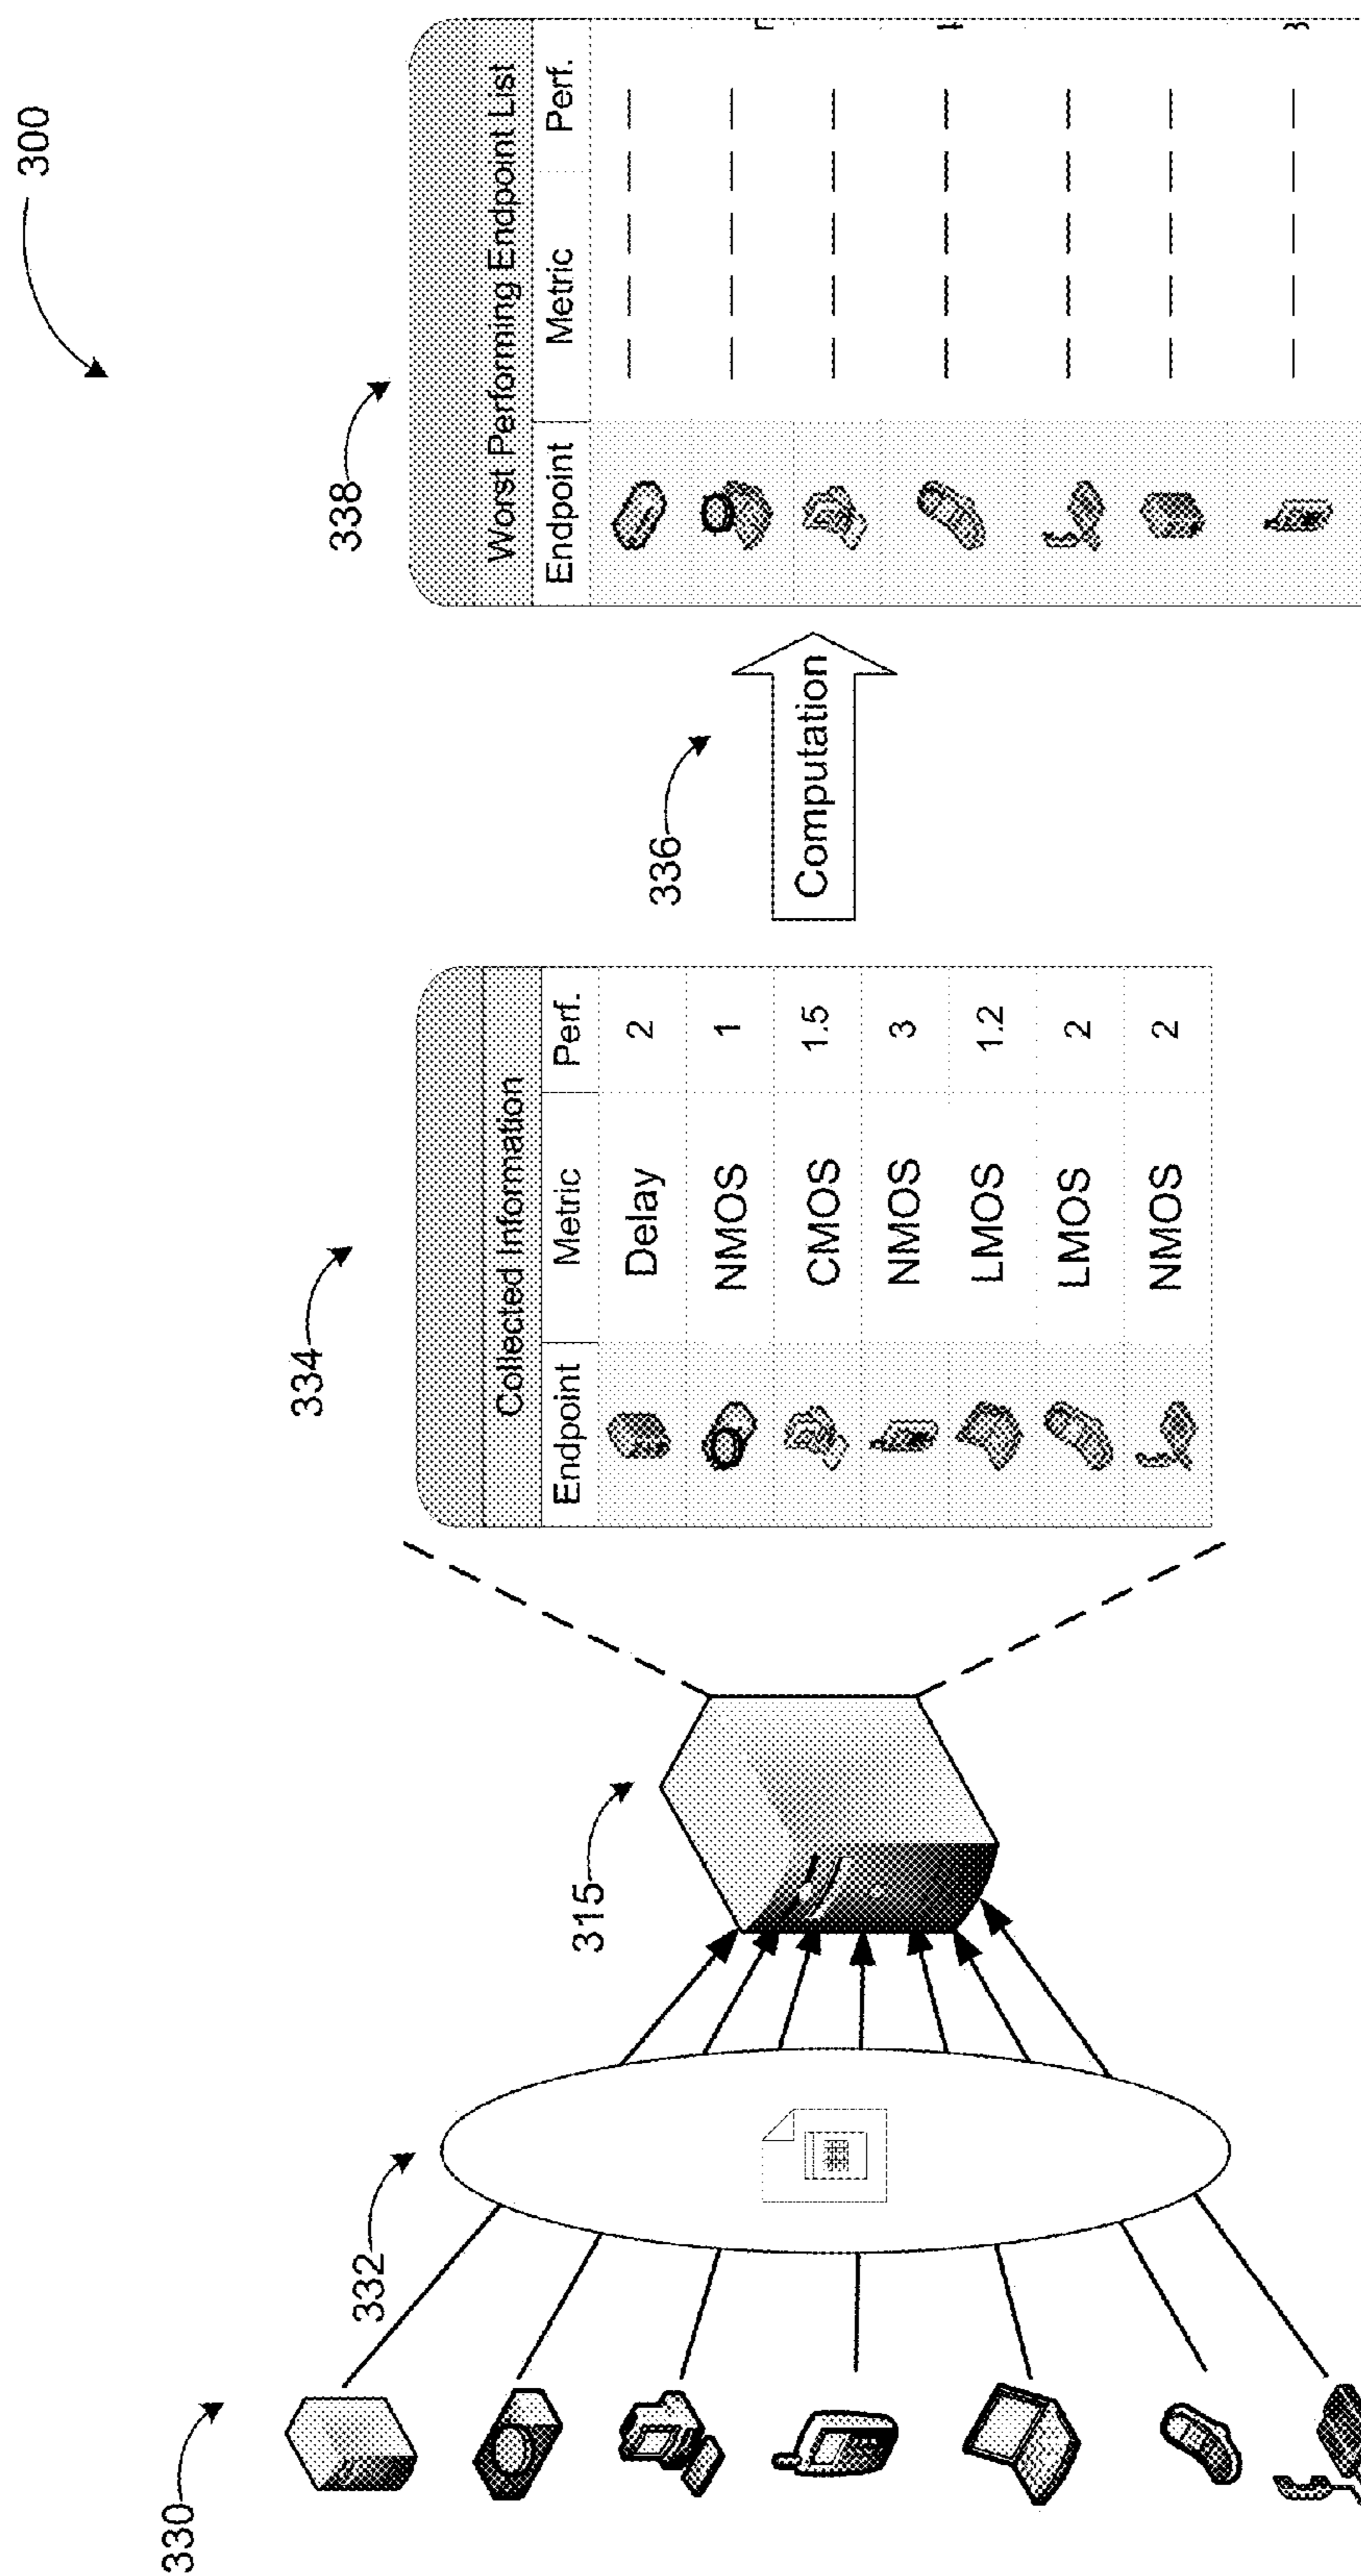 300
330
332
315
334
Collected Information
Endpoint Metric Perf.
Delay 2
NMOS 1
CMOS 1.5
NMOS 3
LMOS 1.2
LMOS 2
NMOS 2
336
Computation
338
Worst Performing Endpoint List
Endpoint Metric Perf.